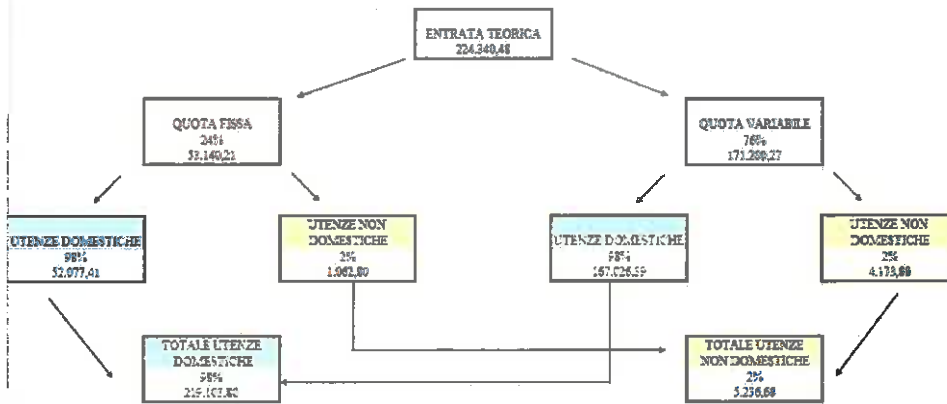 ENTRATA TEORICA
224.340,48
QUOTA FISSA
24%
53.140,21
QUOTA VARIABILE
76%
171.200,27
UTENZE DOMESTICHE
98%
52.077,41
UTENZE NON
DOMESTICHE
2%
1.062,80
UTENZE DOMESTICHE
98%
167.026,39
UTENZE NON
DOMESTICHE
2%
4.173,88
TOTALE UTENZE
DOMESTICHE
98%
219.103,80
TOTALE UTENZE
NON DOMESTICHE
2%
5.236,68